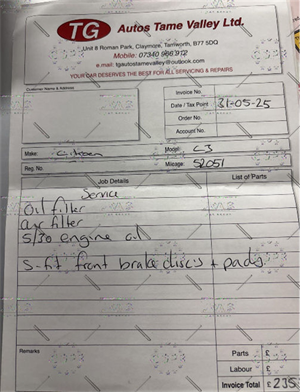 TG Autos Tame Valley Ltd.
Unit 8 Roman Park, Claymore, Tamworth, B77 5DQ
Mobile: 07340
e.mail: tgautostamevalley@outlook.com
YOUR CAR DESERVES THE BEST FOR ALL SERVICING & REPAIRS
Customer Name & Address
Invoice No.
Date / Tax Point 31-05-25
Order No.
Account No.
Make: Citroen Model: C3
Reg. No. Mileage: 52051
Job Details List of Parts
Service
Oil filter
air filter
5/30 engine oil
S-fit front brake discs + pads
Remarks
Parts £
Labour £
Invoice Total £ 235